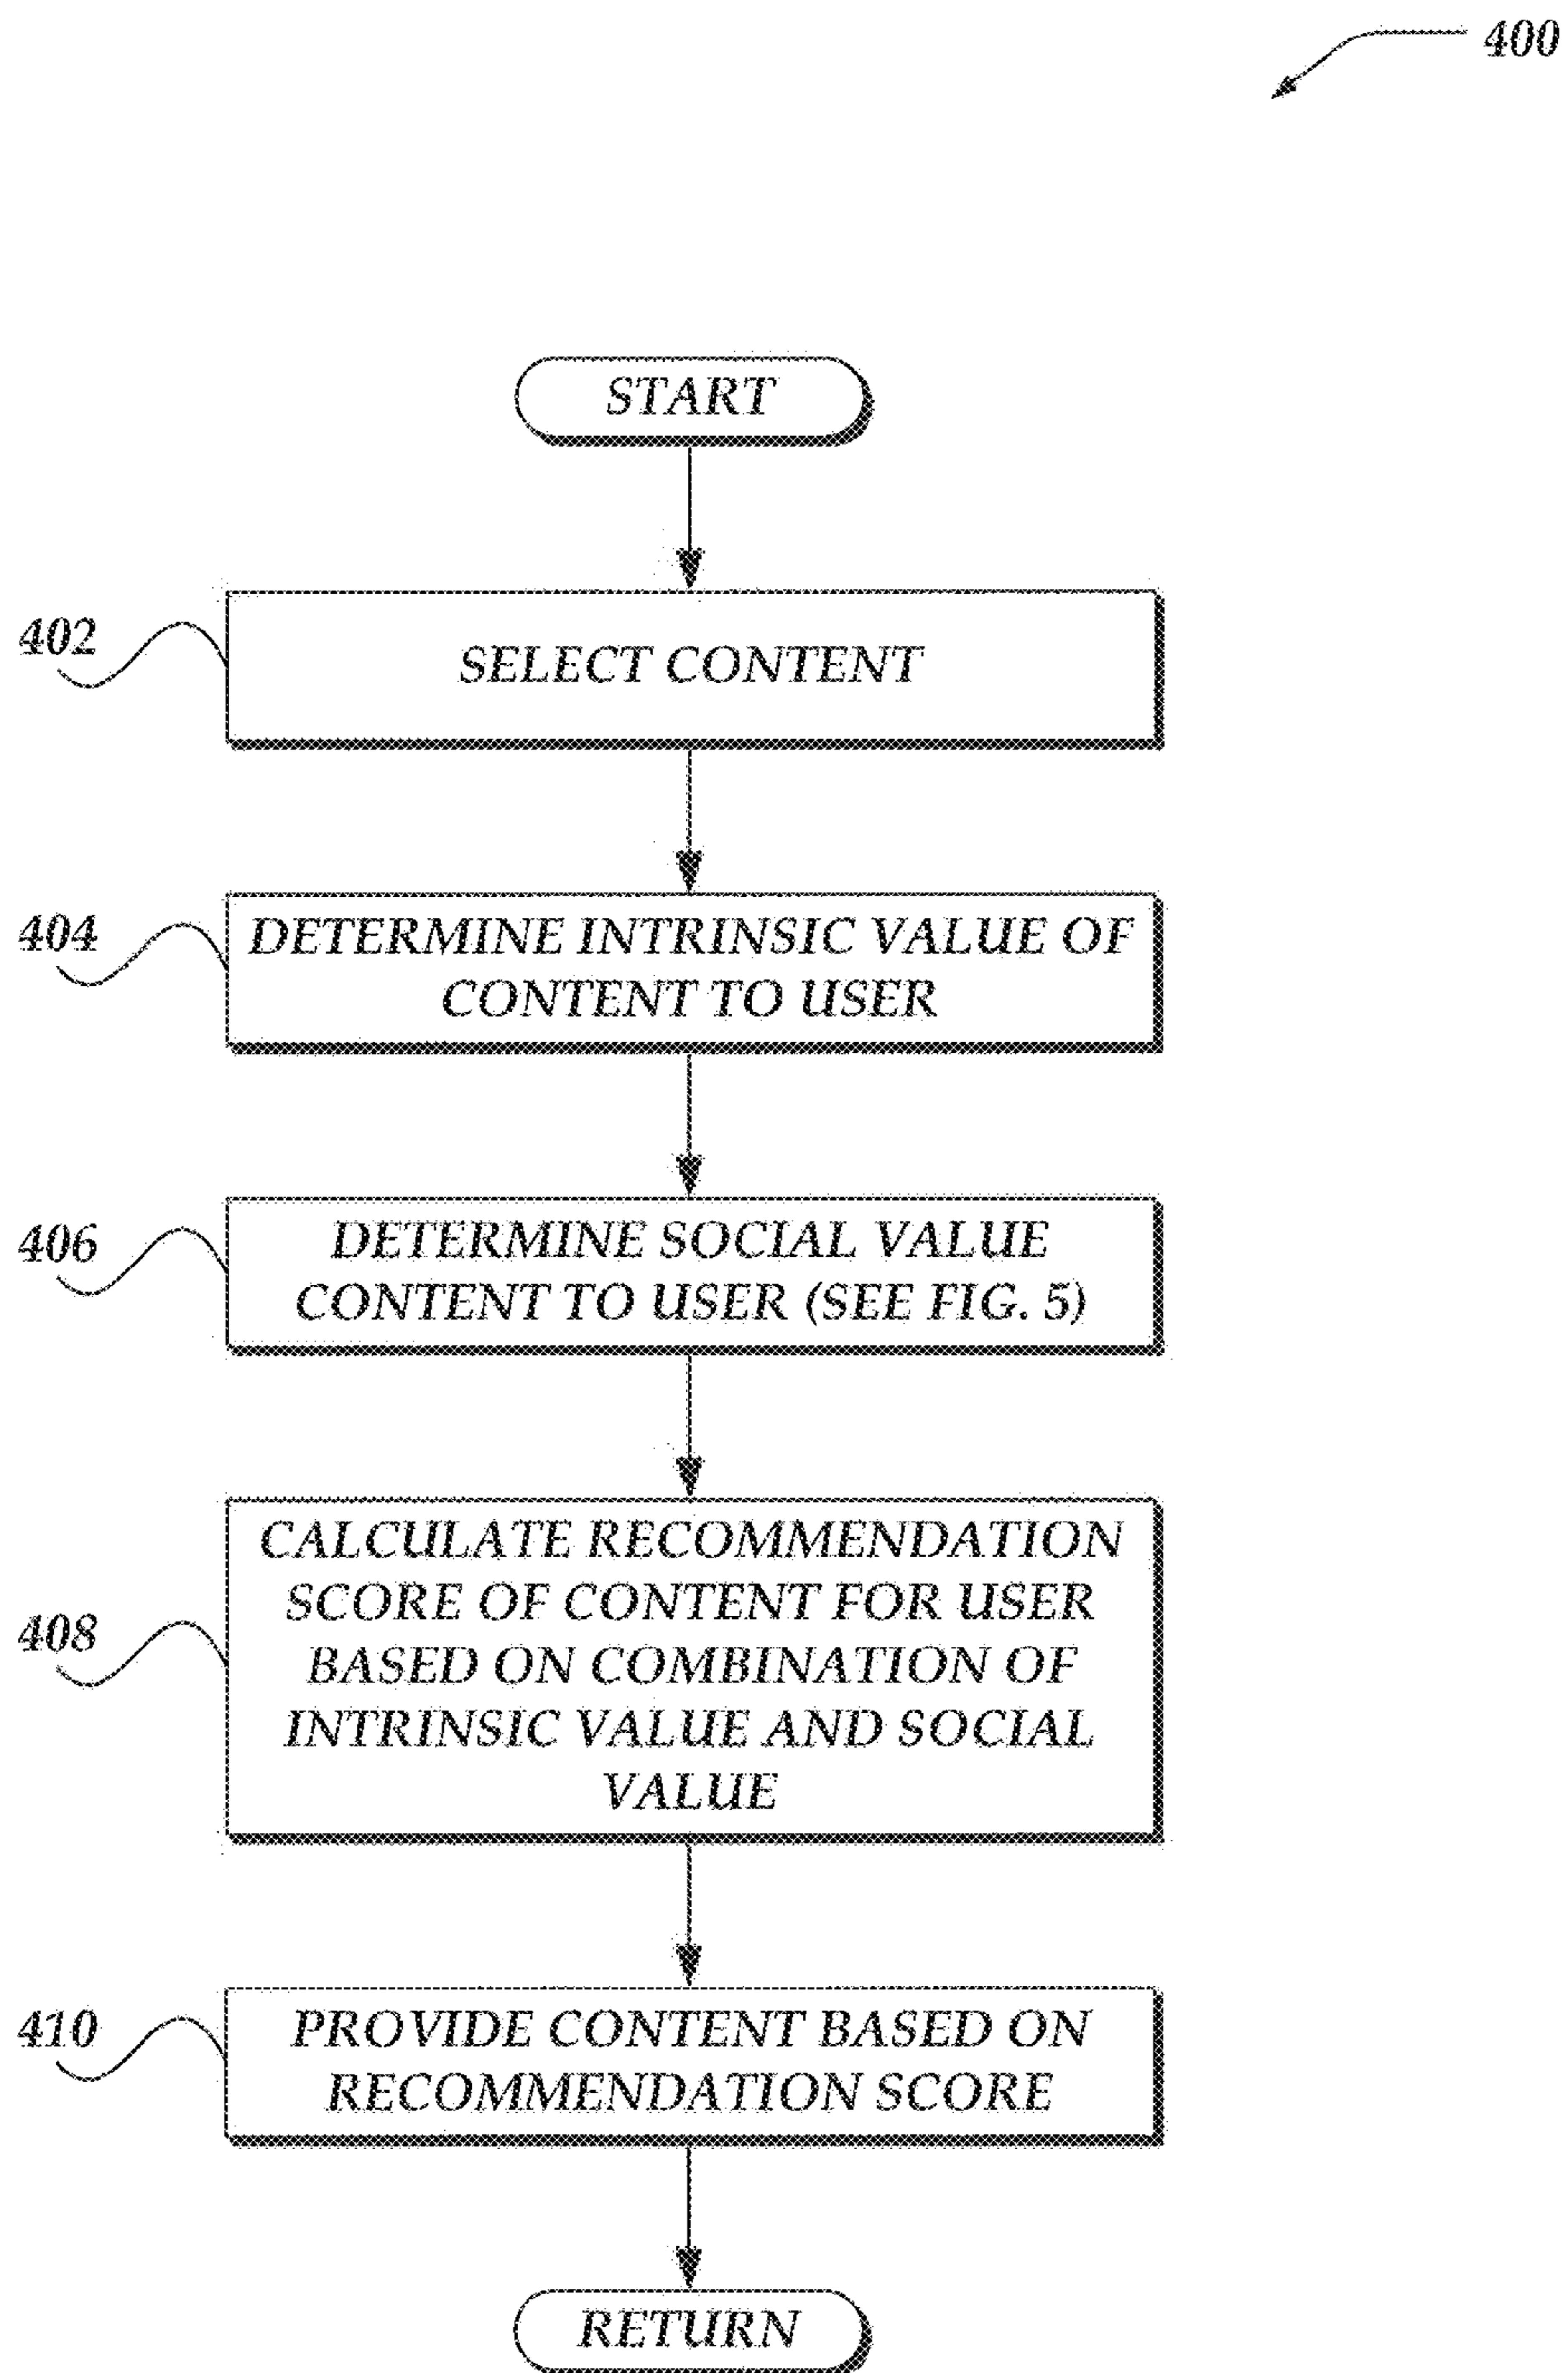 400
START
402
SELECT CONTENT
404
DETERMINE INTRINSIC VALUE OF
CONTENT TO USER
406
DETERMINE SOCIAL VALUE
CONTENT TO USER (SEE FIG. 5)
408
CALCULATE RECOMMENDATION
SCORE OF CONTENT FOR USER
BASED ON COMBINATION OF
INTRINSIC VALUE AND SOCIAL
VALUE
410
PROVIDE CONTENT BASED ON
RECOMMENDATION SCORE
RETURN